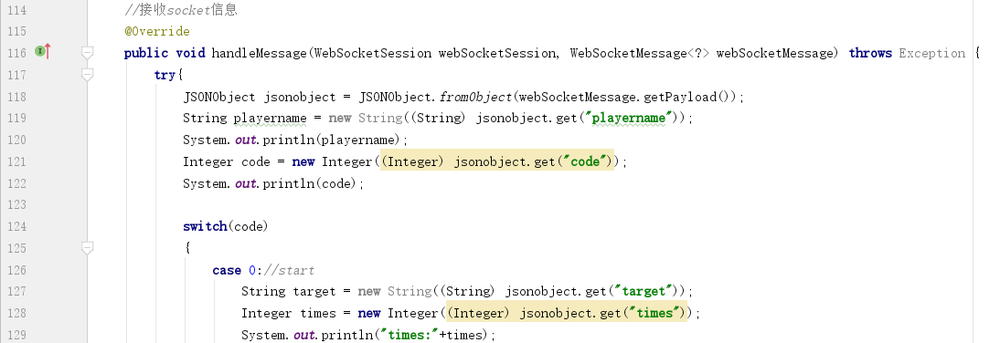 114 //接收socket信息
115 @Override
116 public void handleMessage(WebSocketSession webSocketSession, WebSocketMessage<?> webSocketMessage) throws Exception {
117 try{
118 JSONObject jsonobject = JSONObject.fromObject(webSocketMessage.getPayload());
119 String playername = new String((String) jsonobject.get("playername"));
120 System.out.println(playername);
121 Integer code = new Integer((Integer) jsonobject.get("code"));
122 System.out.println(code);
123
124 switch(code)
125 {
126 case 0://start
127 String target = new String((String) jsonobject.get("target"));
128 Integer times = new Integer((Integer) jsonobject.get("times"));
129 System.out.println("times:"+times);